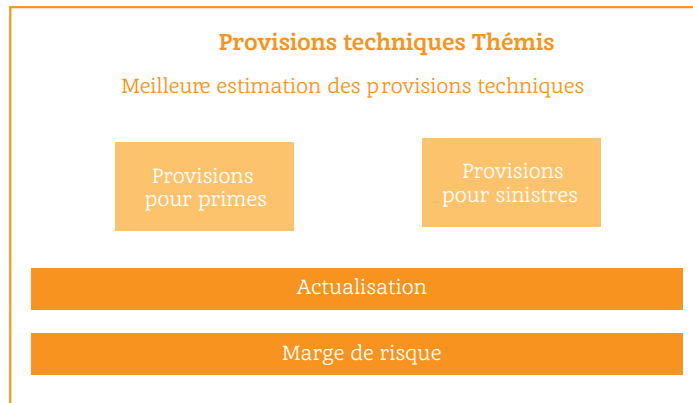 Provisions techniques Thémis
Meilleure estimation des provisions techniques
Provisions
pour primes
Provisions
pour sinistres
Actualisation
Marge de risque